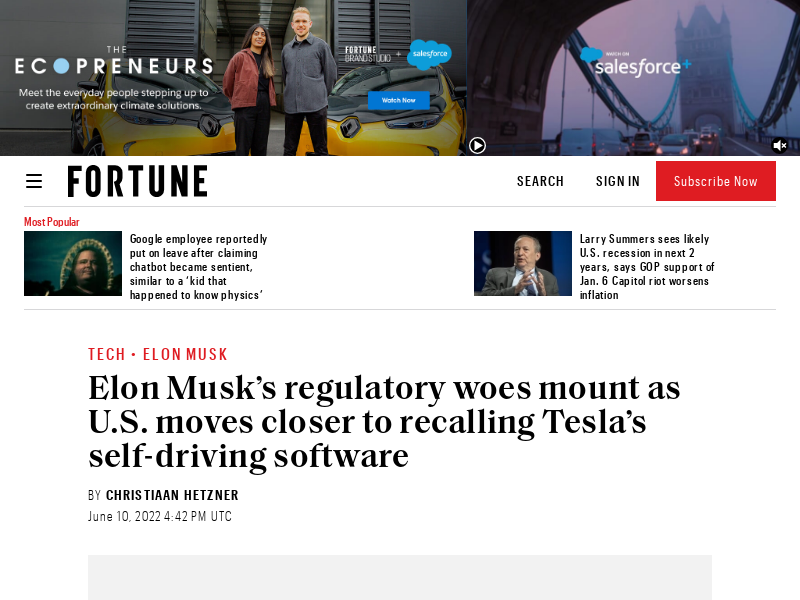 THE
ECOPRENEURS
Meet the everyday people stepping up to
create extraordinary climate solutions.
FORTUNE
BRAND STUDIO
+
salesforce
Watch Now
WATCH ON
salesforce+
FORTUNE
SEARCH
SIGN IN
Subscribe Now
Most Popular
Google employee reportedly
put on leave after claiming
chatbot became sentient,
similar to a ‘kid that
happened to know physics’
Larry Summers sees likely
U.S. recession in next 2
years, says GOP support of
Jan. 6 Capitol riot worsens
inflation
TECH • ELON MUSK
Elon Musk’s regulatory woes mount as
U.S. moves closer to recalling Tesla’s
self-driving software
BY CHRISTIAAN HETZNER
June 10, 2022 4:42 PM UTC